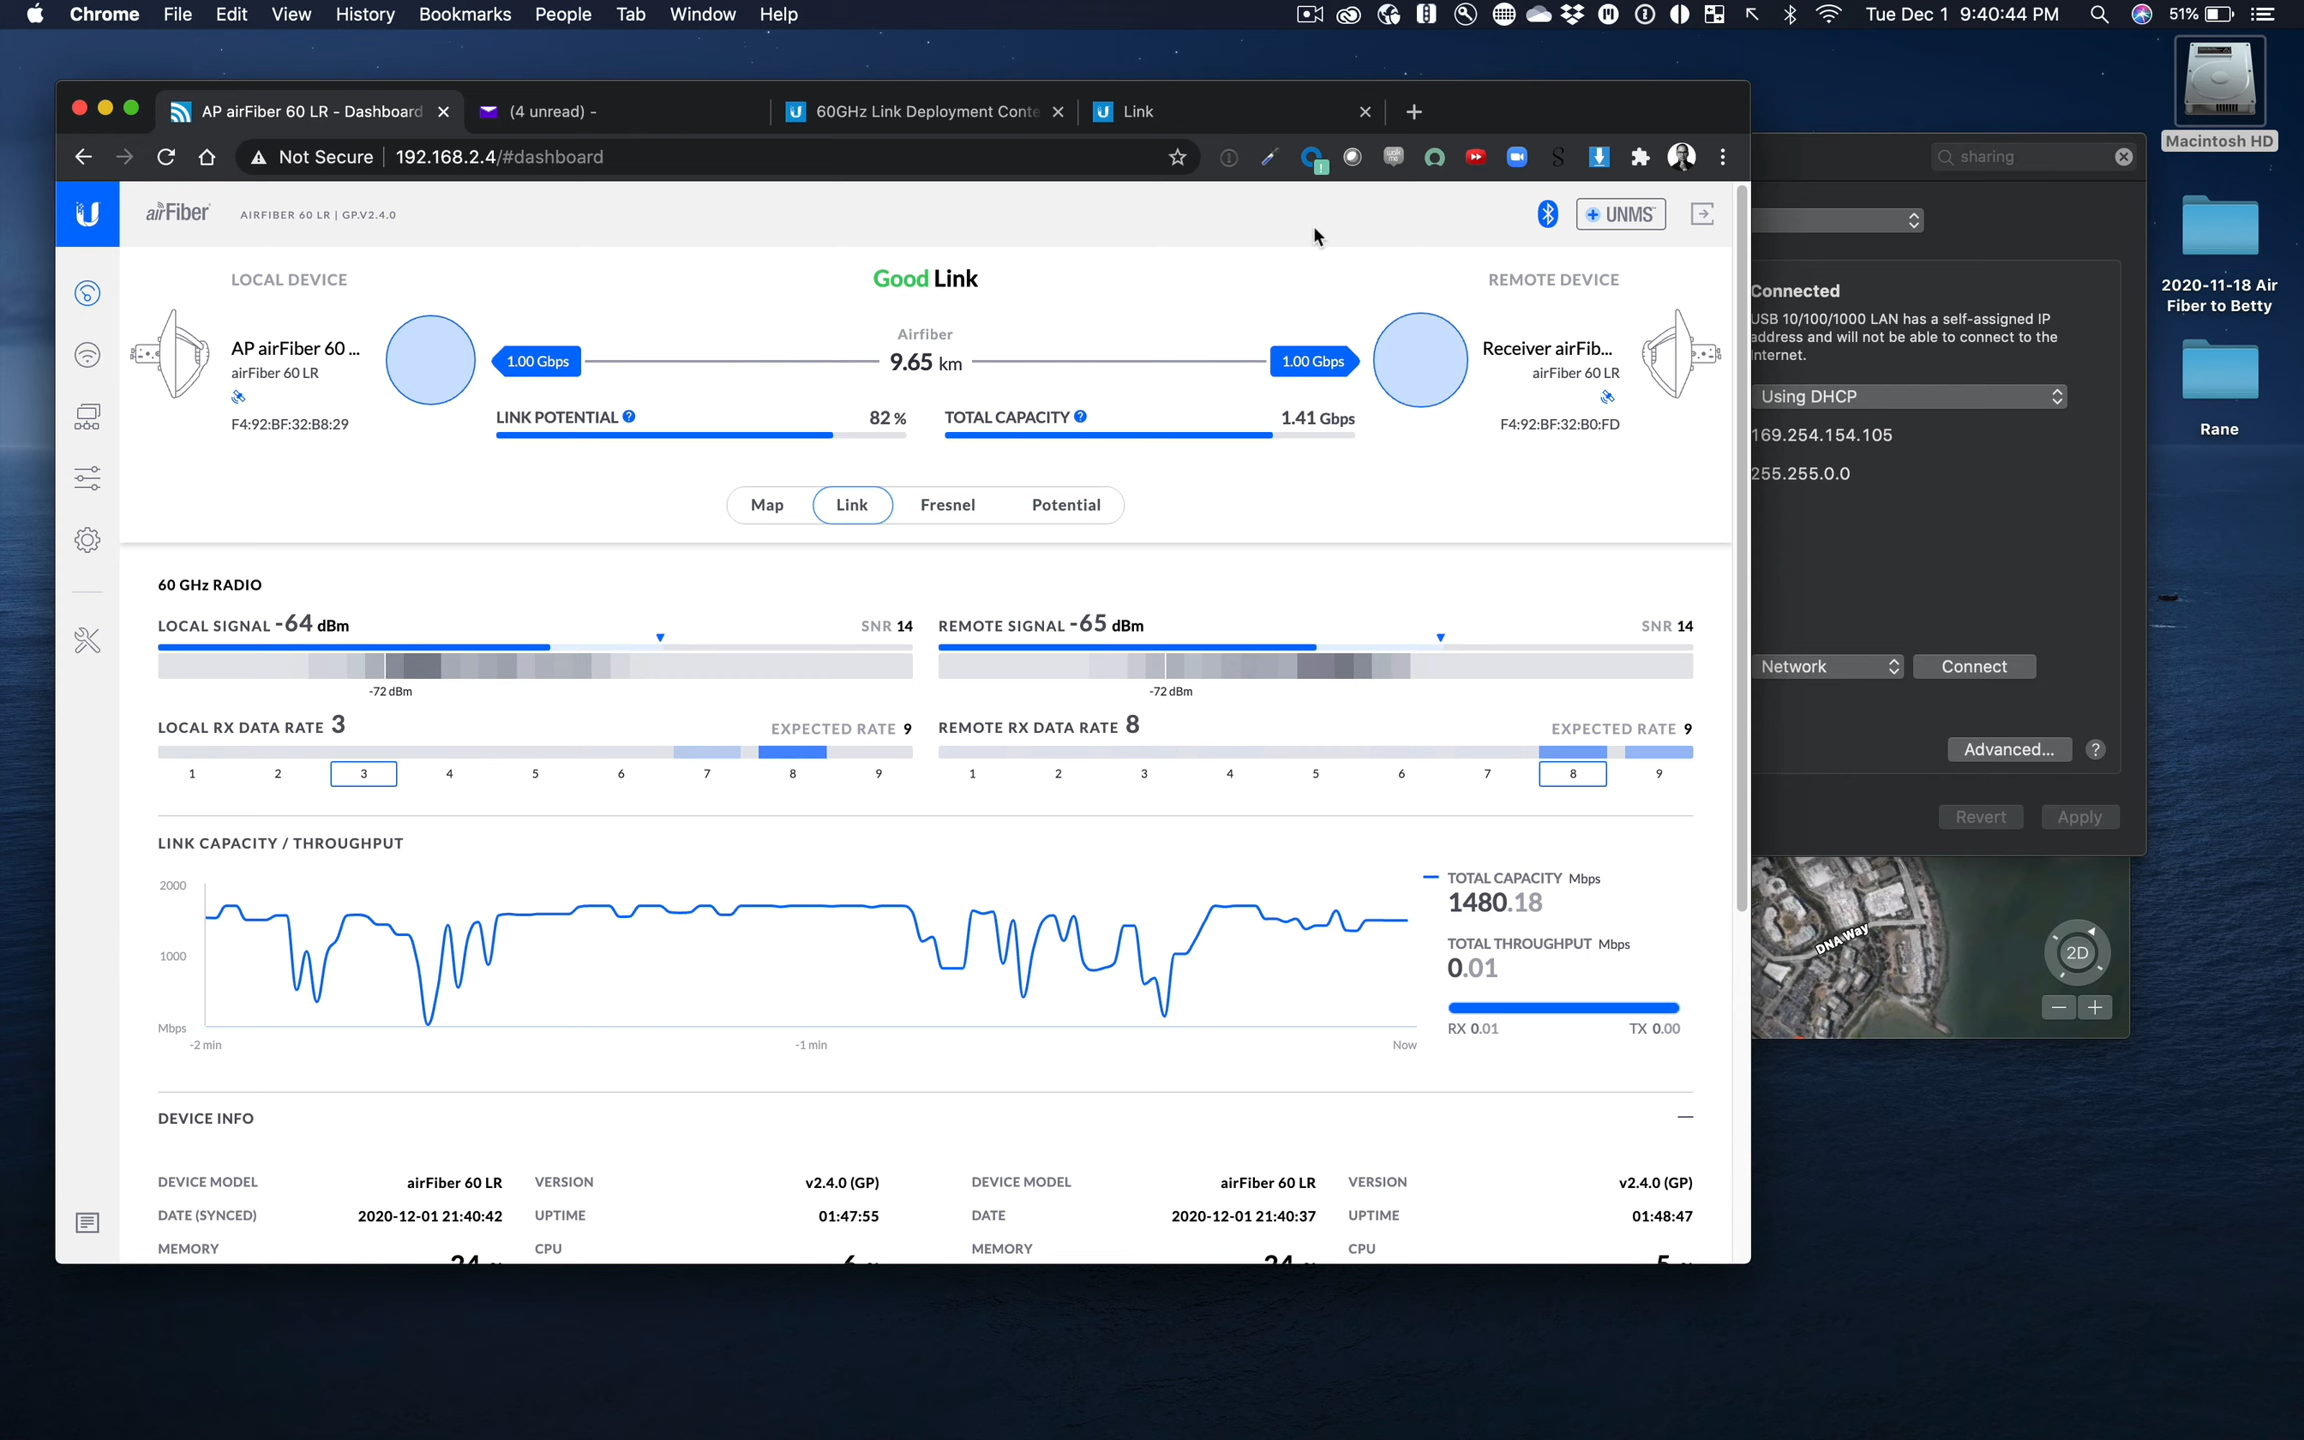 Chrome File Edit View History Bookmarks People Tab Window Help
Tue Dec 1 9:40:44 PM
51%
Macintosh HD
2020-11-18 Air
Fiber to Betty
Rane
AP airFiber 60 LR - Dashboard
(4 unread) -
60GHz Link Deployment Conte
Link
Not Secure
192.168.2.4/#dashboard
airFiber
AIRFIBER 60 LR | GP.V2.4.0
UNMS
LOCAL DEVICE
Good Link
REMOTE DEVICE
AP airFiber 60 ...
airFiber 60 LR
F4:92:BF:32:B8:29
1.00 Gbps
Airfiber
9.65 km
1.00 Gbps
Receiver airFib...
airFiber 60 LR
F4:92:BF:32:B0:FD
LINK POTENTIAL ? 82 %
TOTAL CAPACITY ? 1.41 Gbps
Map Link Fresnel Potential
60 GHz RADIO
LOCAL SIGNAL -64 dBm SNR 14
-72 dBm
REMOTE SIGNAL -65 dBm SNR 14
-72 dBm
LOCAL RX DATA RATE 3 EXPECTED RATE 9
1 2 3 4 5 6 7 8 9
REMOTE RX DATA RATE 8 EXPECTED RATE 9
1 2 3 4 5 6 7 8 9
LINK CAPACITY / THROUGHPUT
2000
1000
Mbps
-2 min -1 min Now
TOTAL CAPACITY Mbps
1480.18
TOTAL THROUGHPUT Mbps
0.01
RX 0.01 TX 0.00
DEVICE INFO
DEVICE MODEL airFiber 60 LR VERSION v2.4.0 (GP)
DATE (SYNCED) 2020-12-01 21:40:42 UPTIME 01:47:55
MEMORY CPU
DEVICE MODEL airFiber 60 LR VERSION v2.4.0 (GP)
DATE 2020-12-01 21:40:37 UPTIME 01:48:47
MEMORY CPU
sharing
Connected
USB 10/100/1000 LAN has a self-assigned IP
address and will not be able to connect to the
Internet.
Using DHCP
169.254.154.105
255.255.0.0
Network
Connect
Advanced...
?
Revert
Apply
DNA Way
2D